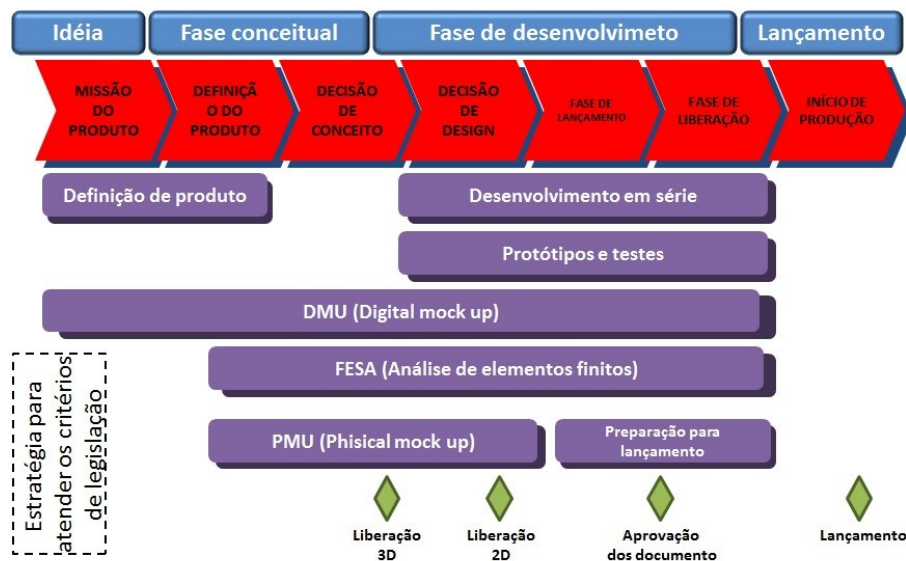 Idéia
Fase conceitual
Fase de desenvolvimeto
Lançamento
MISSÃO
DO
PRODUTO
DEFINIÇÃ
O DO
PRODUTO
DECISÃO
DE
CONCEITO
DECISÃO
DE
DESIGN
FASE DE
LANÇAMENTO
FASE DE
LIBERAÇÃO
INÍCIO DE
PRODUÇÃO
Definição de produto
Desenvolvimento em série
Protótipos e testes
DMU (Digital mock up)
FESA (Análise de elementos finitos)
PMU (Phisical mock up)
Preparação para
lançamento
Estratégia para
atender os critérios
de legislação
Liberação
3D
Liberação
2D
Aprovação
dos documento
Lançamento